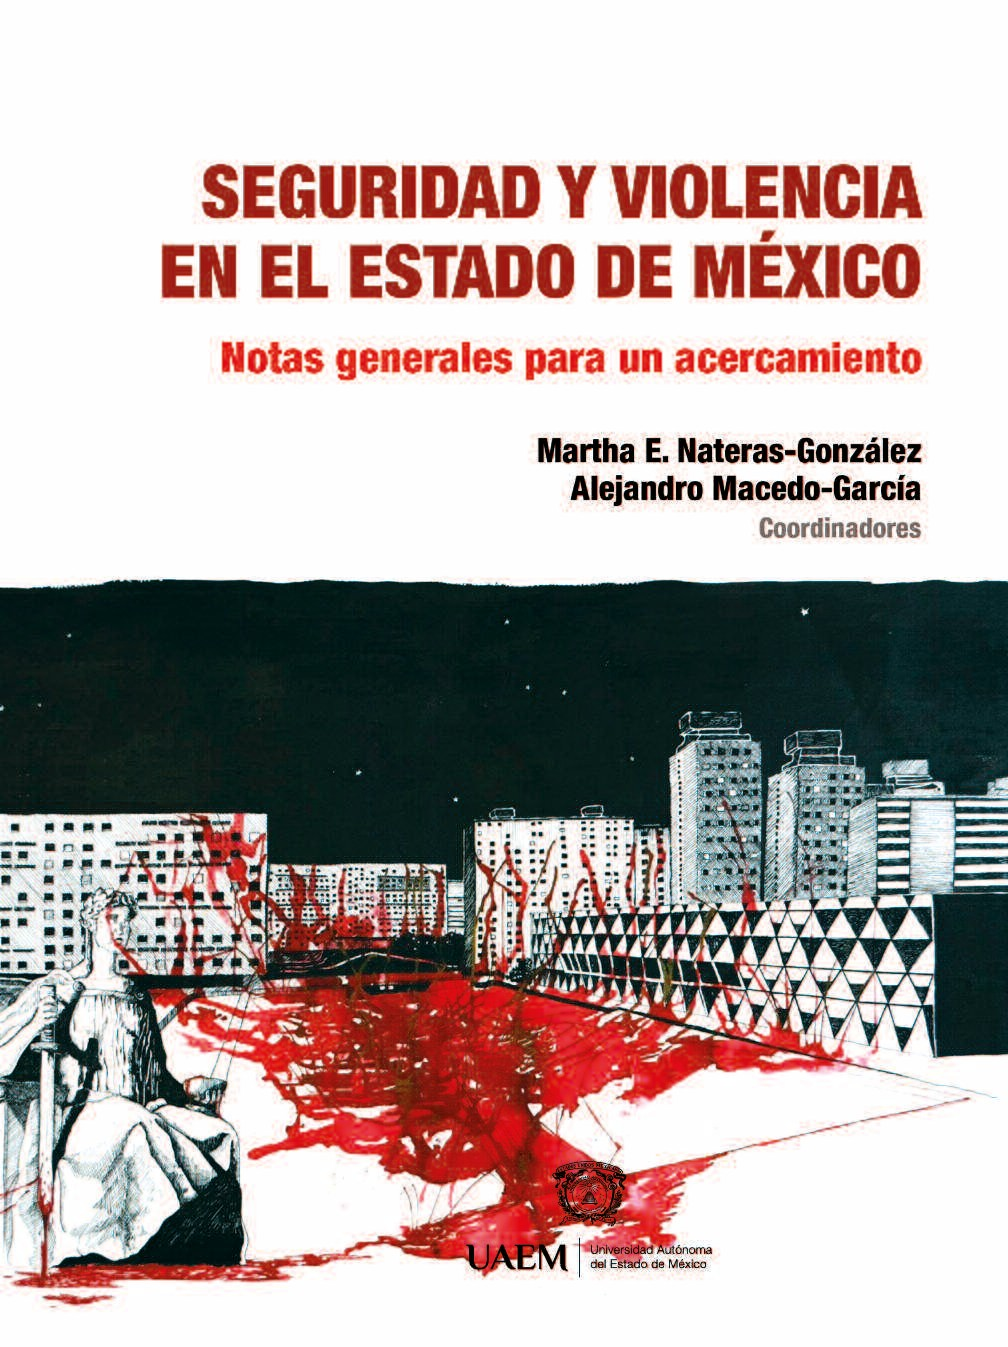 SEGURIDAD Y VIOLENCIA
EN EL ESTADO DE MÉXICO
Notas generales para un acercamiento
Martha E. Nateras-González
Alejandro Macedo-García
Coordinadores
UAEM
Universidad Autónoma
del Estado de México